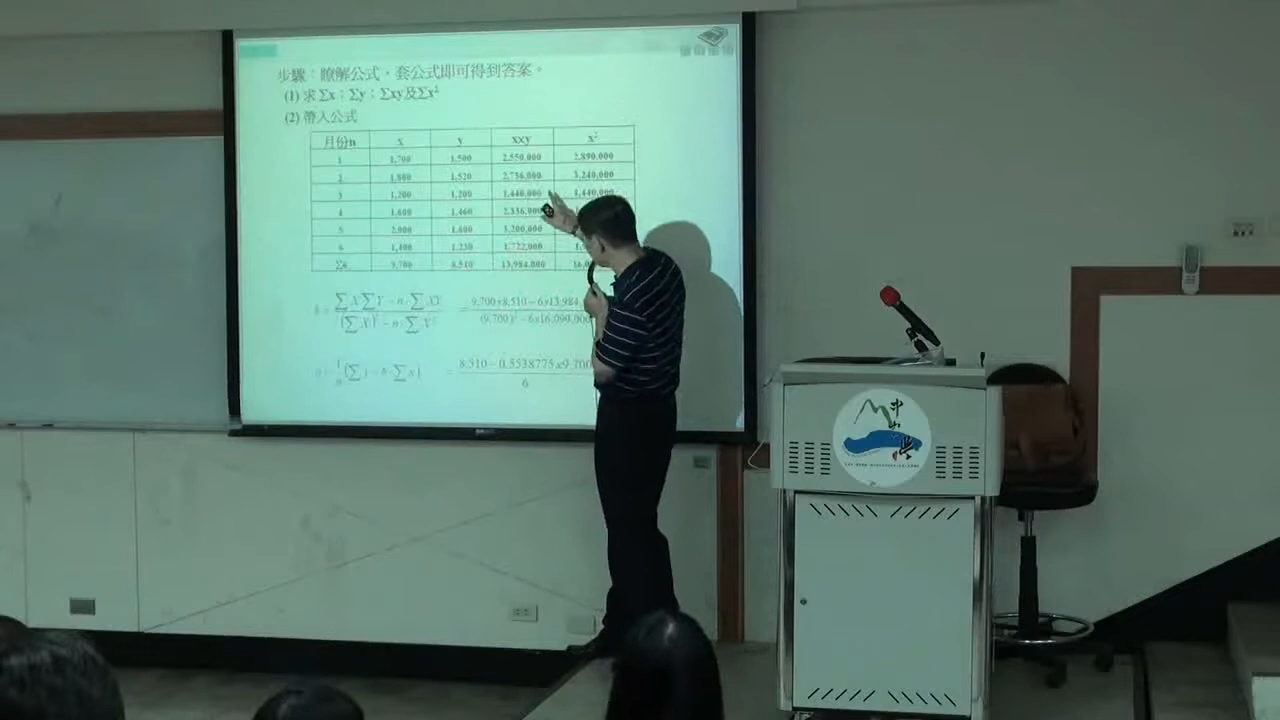 步驟：瞭解公式，套公式即可得到答案。
(1) 求 Σx；Σy；Σxy及Σx²
(2) 帶入公式
月份n x y x×y x²
1 1,700 1,500 2,550,000 2,890,000
2 1,800 1,520 2,736,000 3,240,000
3 1,200 1,200 1,440,000 1,440,000
4 1,600 1,460 2,336,000
5 2,000 1,600 3,200,000
6 1,400 1,230 1,722,000
Σn 9,700 8,510 13,984,000 16,0
9,700×8,510－6×13,984
(9,700)²－6×16,090,000
= 8,510－0.5538775×9,700
6
中
興